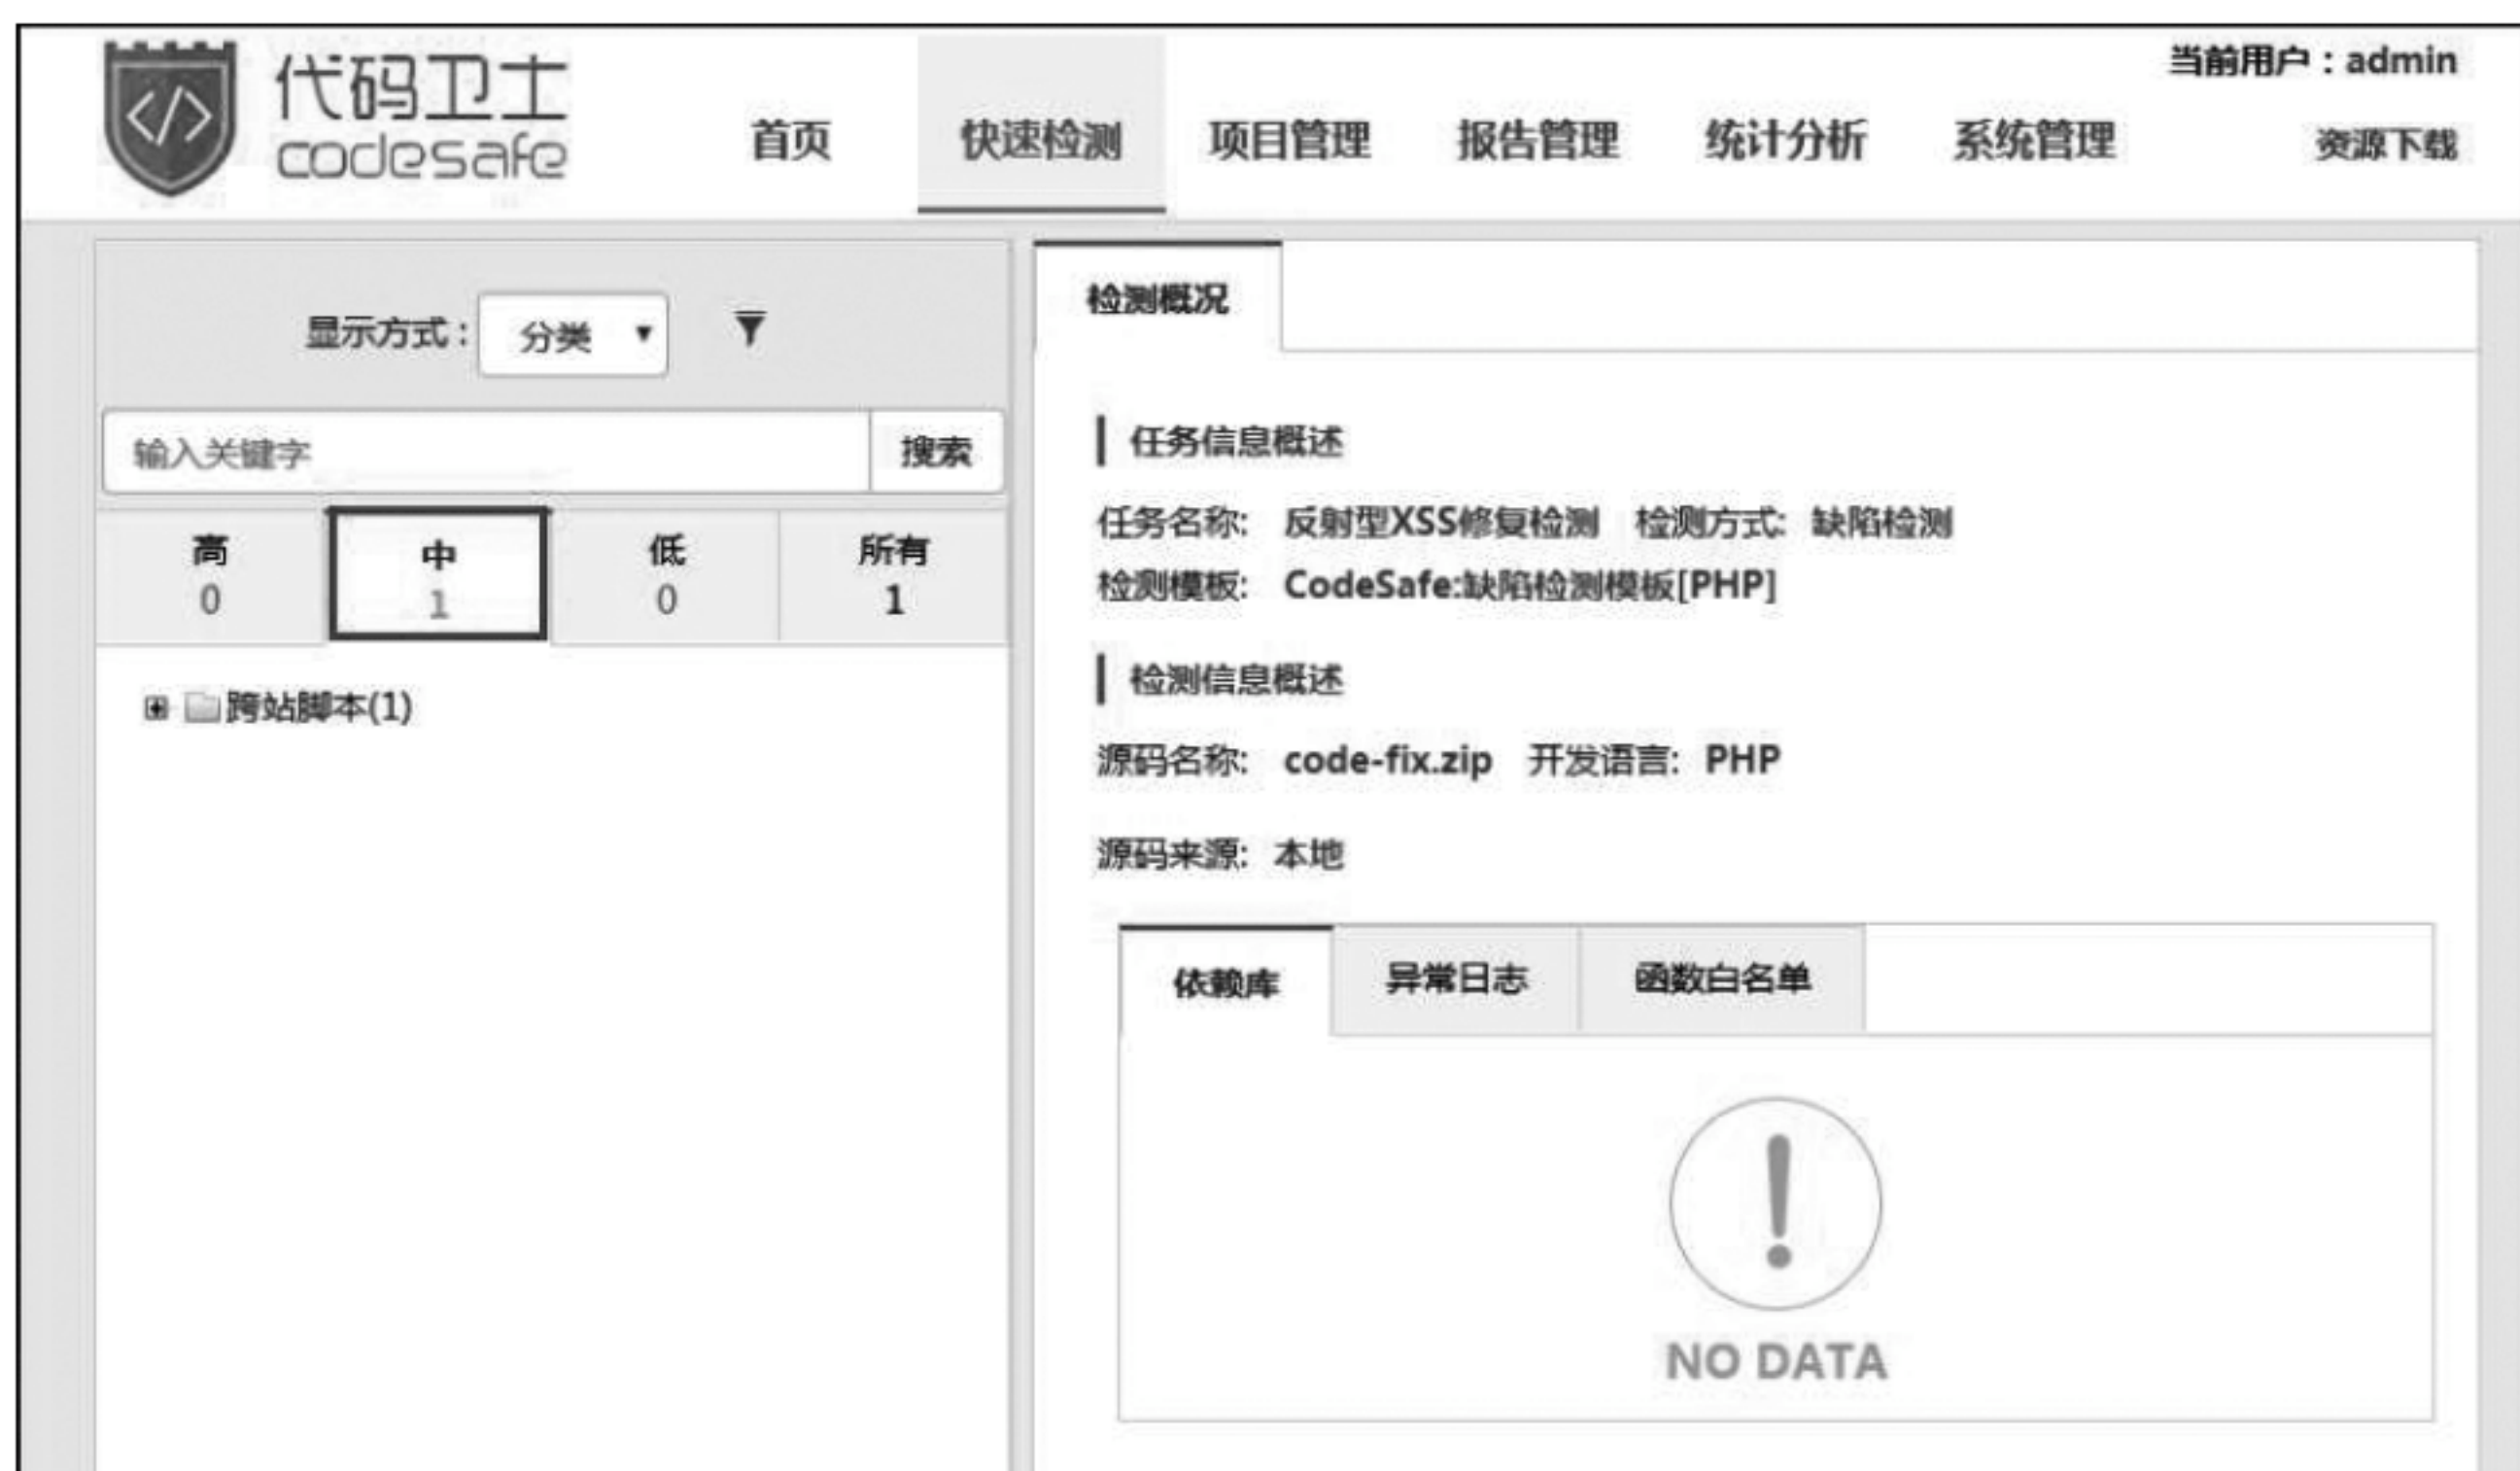 代码卫士
codesafe
首页 快速检测 项目管理 报告管理 统计分析 系统管理
当前用户：admin
资源下载
显示方式： 分类
输入关键字 搜索
高 中 低 所有
0 1 0 1
跨站脚本(1)
检测概况
任务信息概述
任务名称: 反射型XSS修复检测 检测方式: 缺陷检测
检测模板: CodeSafe:缺陷检测模板[PHP]
检测信息概述
源码名称: code-fix.zip 开发语言: PHP
源码来源: 本地
依赖库 异常日志 函数白名单
NO DATA